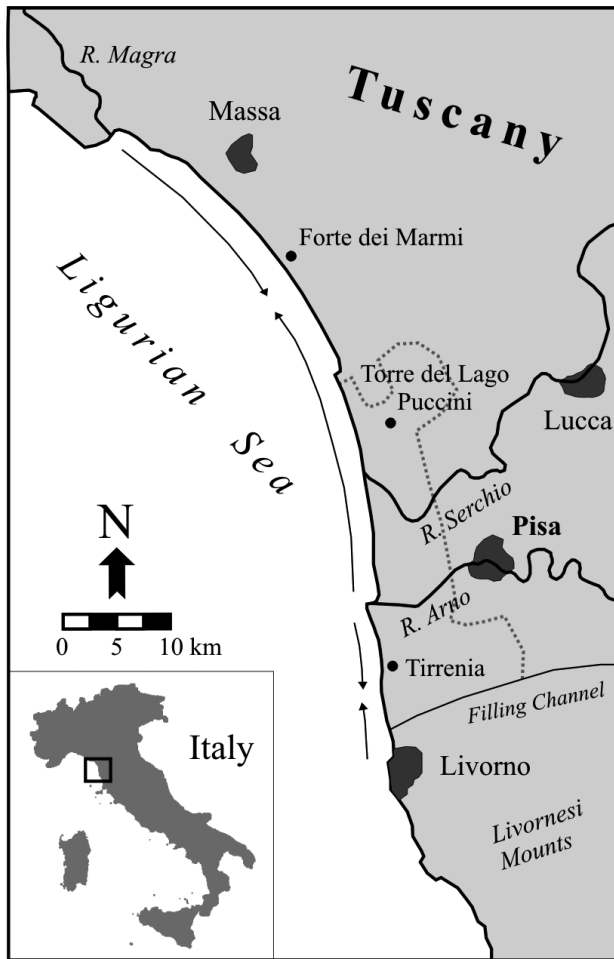 R. Magra
Tuscany
Massa
Forte dei Marmi
Ligurian Sea
Torre del Lago
Puccini
Lucca
R. Serchio
N
Pisa
R. Arno
0 5 10 km
Tirrenia
Filling Channel
Italy
Livorno
Livornesi
Mounts